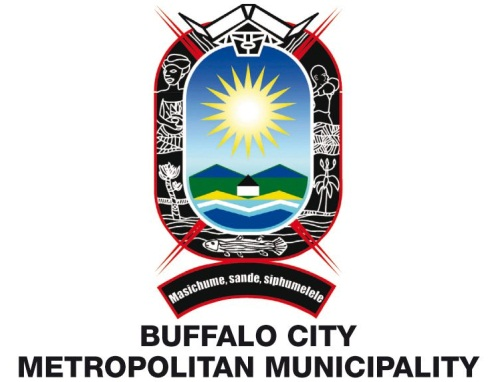 Masichume, sande, siphumelele
BUFFALO CITY
METROPOLITAN MUNICIPALITY